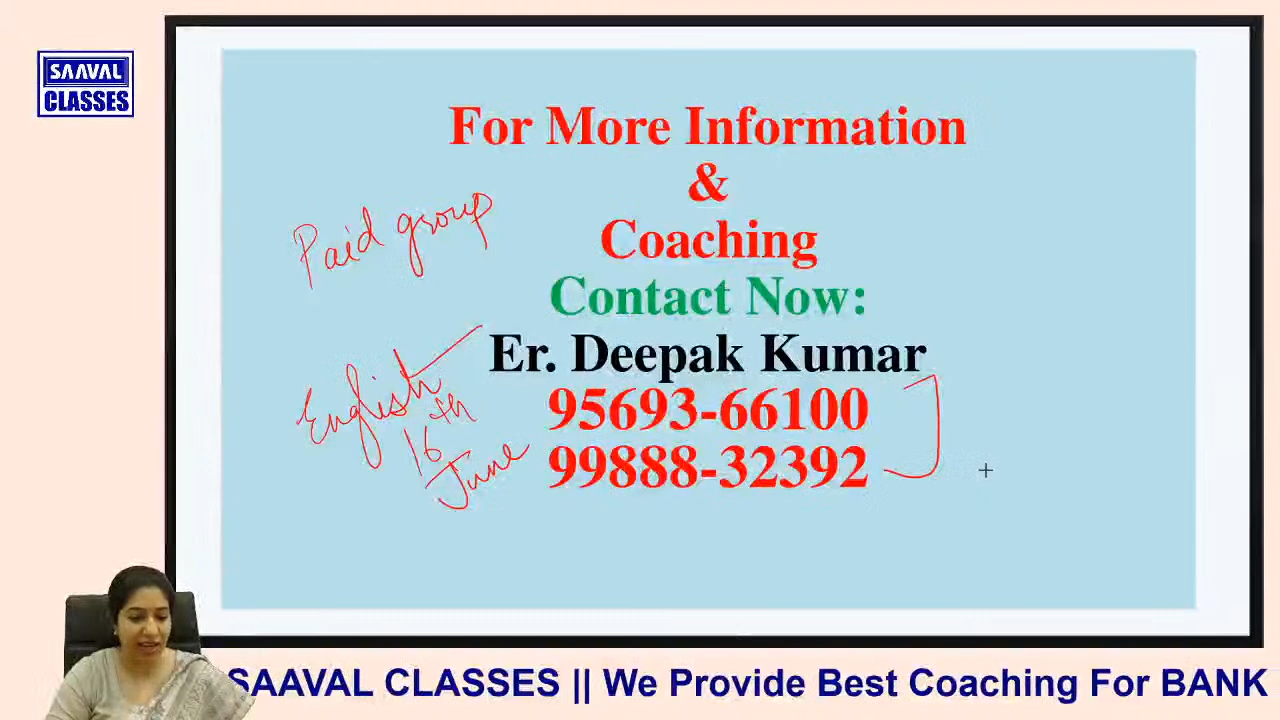 SAAVAL
CLASSES
For More Information
&
Coaching
Contact Now:
Er. Deepak Kumar
95693-66100
99888-32392
Paid group
English
16th
June
SAAVAL CLASSES || We Provide Best Coaching For BANK